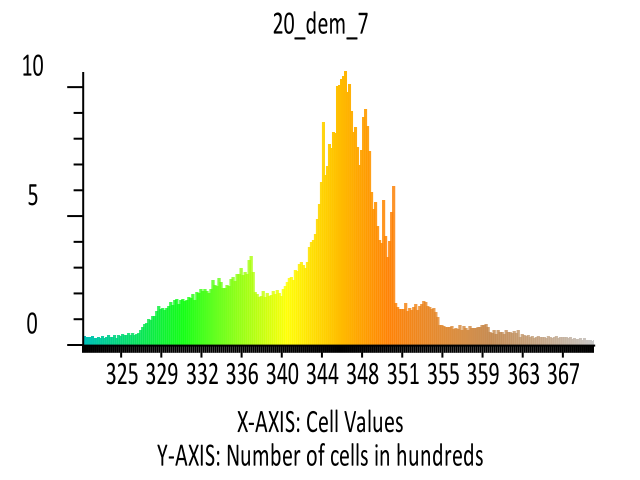 20_dem_7
10
5
0
325 329 332 336 340 344 348 351 355 359 363 367
X-AXIS: Cell Values
Y-AXIS: Number of cells in hundreds